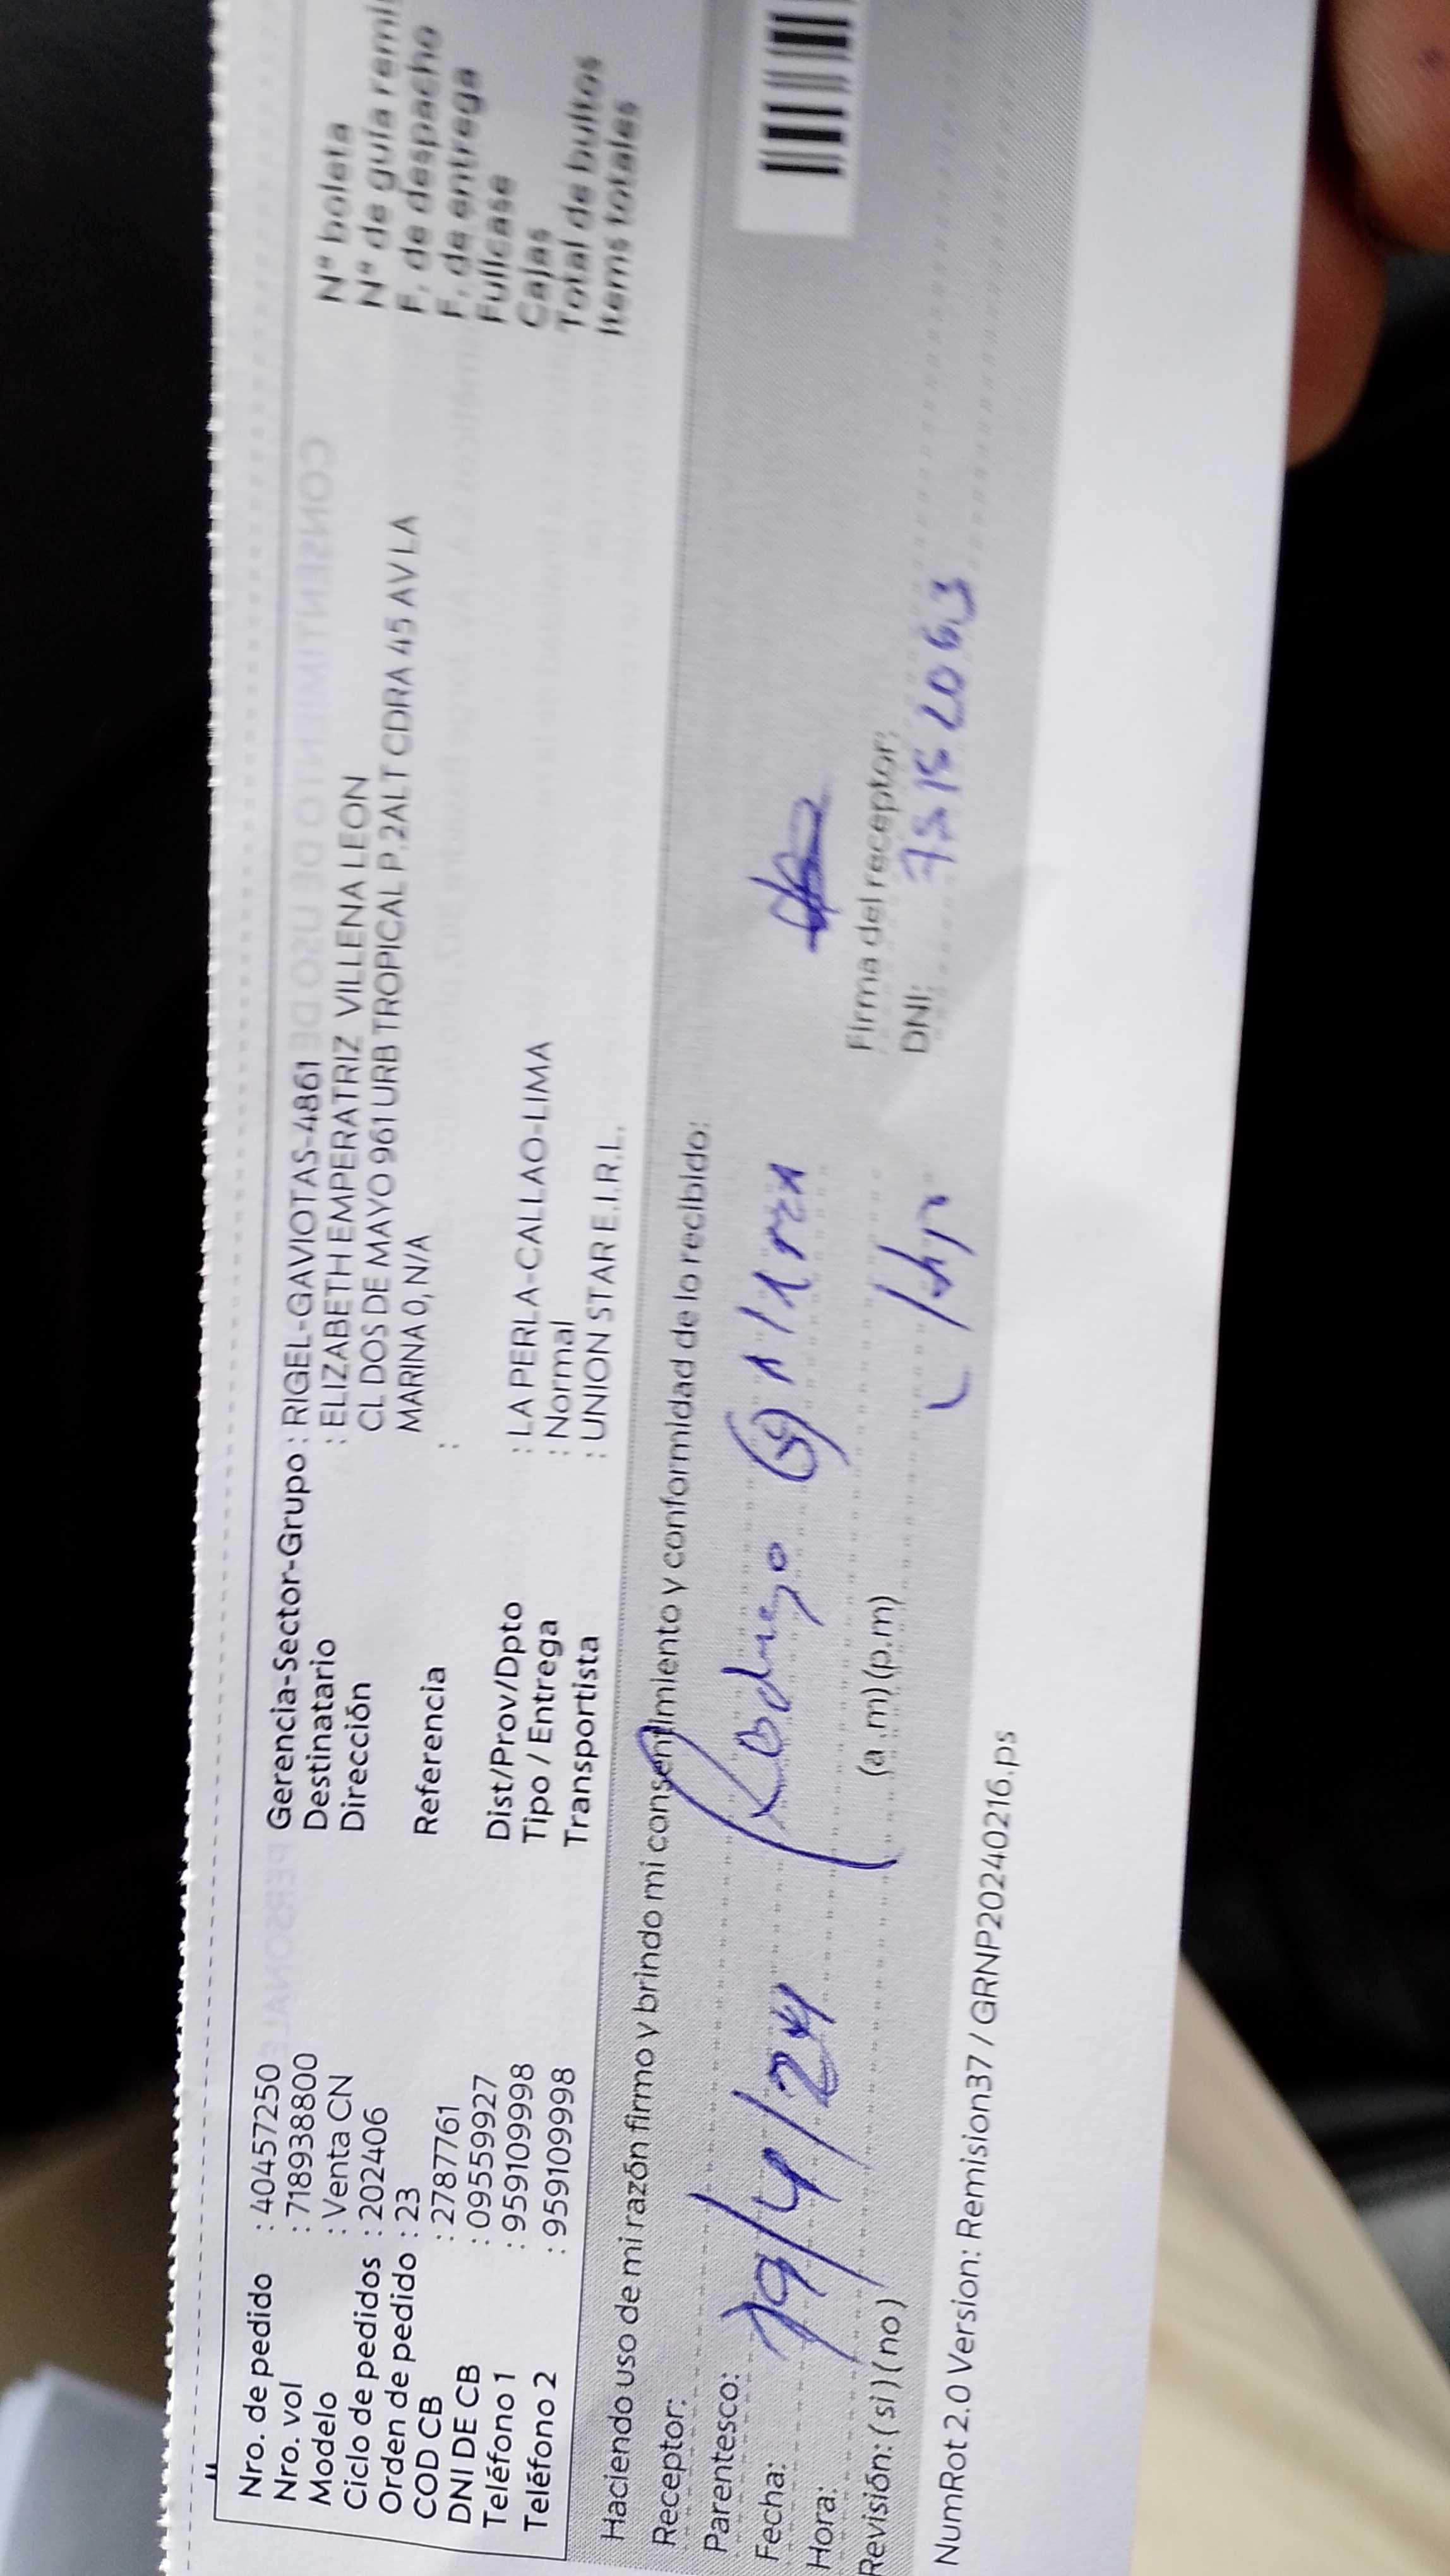 Nro. de pedido : 40457250
Nro. vol : 718938800
Modelo : Venta CN
Ciclo de pedidos : 202406
Orden de pedido : 23
COD CB : 2787761
DNI DE CB : 09559927
Teléfono 1 : 959109998
Teléfono 2 : 959109998
Gerencia-Sector-Grupo : RIGEL-GAVIOTAS-4861
Destinatario : ELIZABETH EMPERATRIZ VILLENA LEON
Dirección CL DOS DE MAYO 961 URB TROPICAL P.2ALT CDRA 45 AV LA
MARINA 0, N/A
Referencia :
Dist/Prov/Dpto : LA PERLA-CALLAO-LIMA
Tipo / Entrega : Normal
Transportista : UNION STAR E.I.R.L.
N° boleta
N° de guía remi
F. de despacho
F. de entrega
Fullcase
Cajas
Total de bultos
Items totales
Haciendo uso de mi razón firmo y brindo mi consentimiento y conformidad de lo recibido:
Receptor:
Parentesco: Rodrigo
Fecha: 19/4/24
Hora: (a.m) (p.m)
Revisión: (si) (no)
Firma del receptor:
DNI:
NumRot 2.0 Version: Remision37 / GRNP20240216.ps